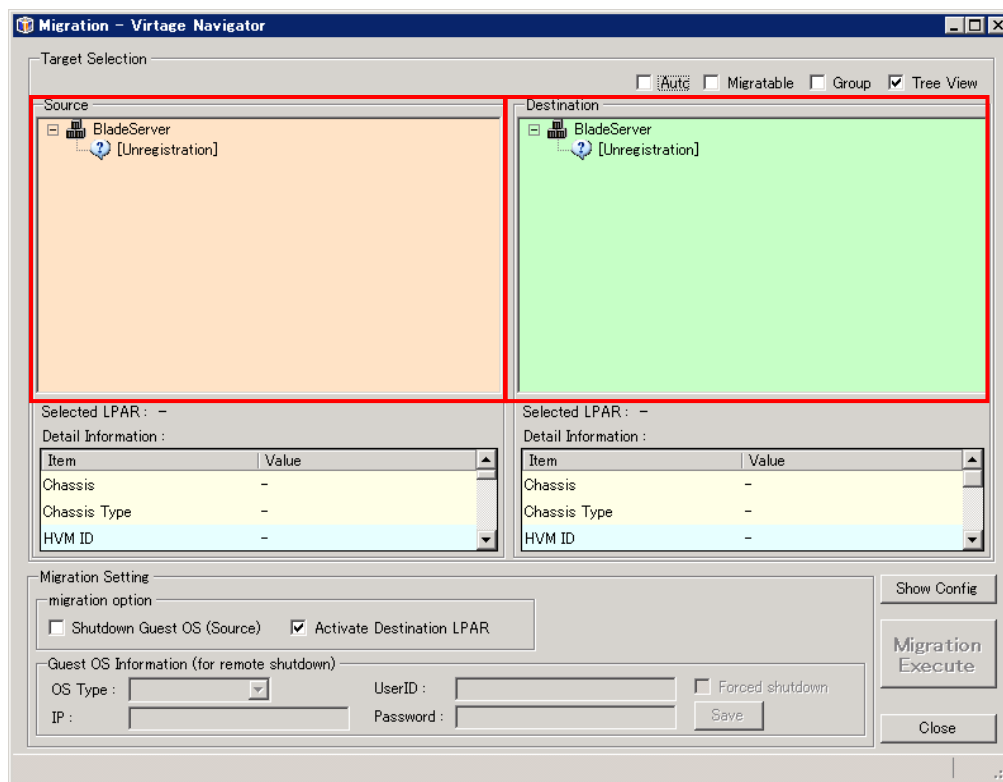 Migration - Virtage Navigator
Target Selection
Auto Migratable Group Tree View
Source Destination
BladeServer BladeServer
[Unregistration] [Unregistration]
Selected LPAR : - Selected LPAR : -
Detail Information : Detail Information :
Item Value Item Value
Chassis - Chassis -
Chassis Type - Chassis Type -
HVM ID - HVM ID -
Migration Setting
migration option
Shutdown Guest OS (Source) Activate Destination LPAR
Show Config
Migration
Execute
Guest OS Information (for remote shutdown)
OS Type : UserID : Forced shutdown
IP : Password : Save
Close